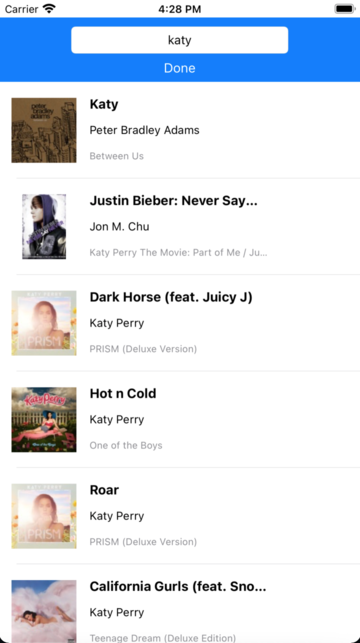 Carrier 4:28 PM
katy
Done
peter
bradley
adams
Katy
Peter Bradley Adams
Between Us
Justin Bieber: Never Say...
Jon M. Chu
Katy Perry The Movie: Part of Me / Ju...
KATY PERRY
PRISM
Dark Horse (feat. Juicy J)
Katy Perry
PRISM (Deluxe Version)
Katy Perry
Hot n Cold
Katy Perry
One of the Boys
KATY PERRY
PRISM
Roar
Katy Perry
PRISM (Deluxe Version)
California Gurls (feat. Sno...
Katy Perry
Teenage Dream (Deluxe Edition)